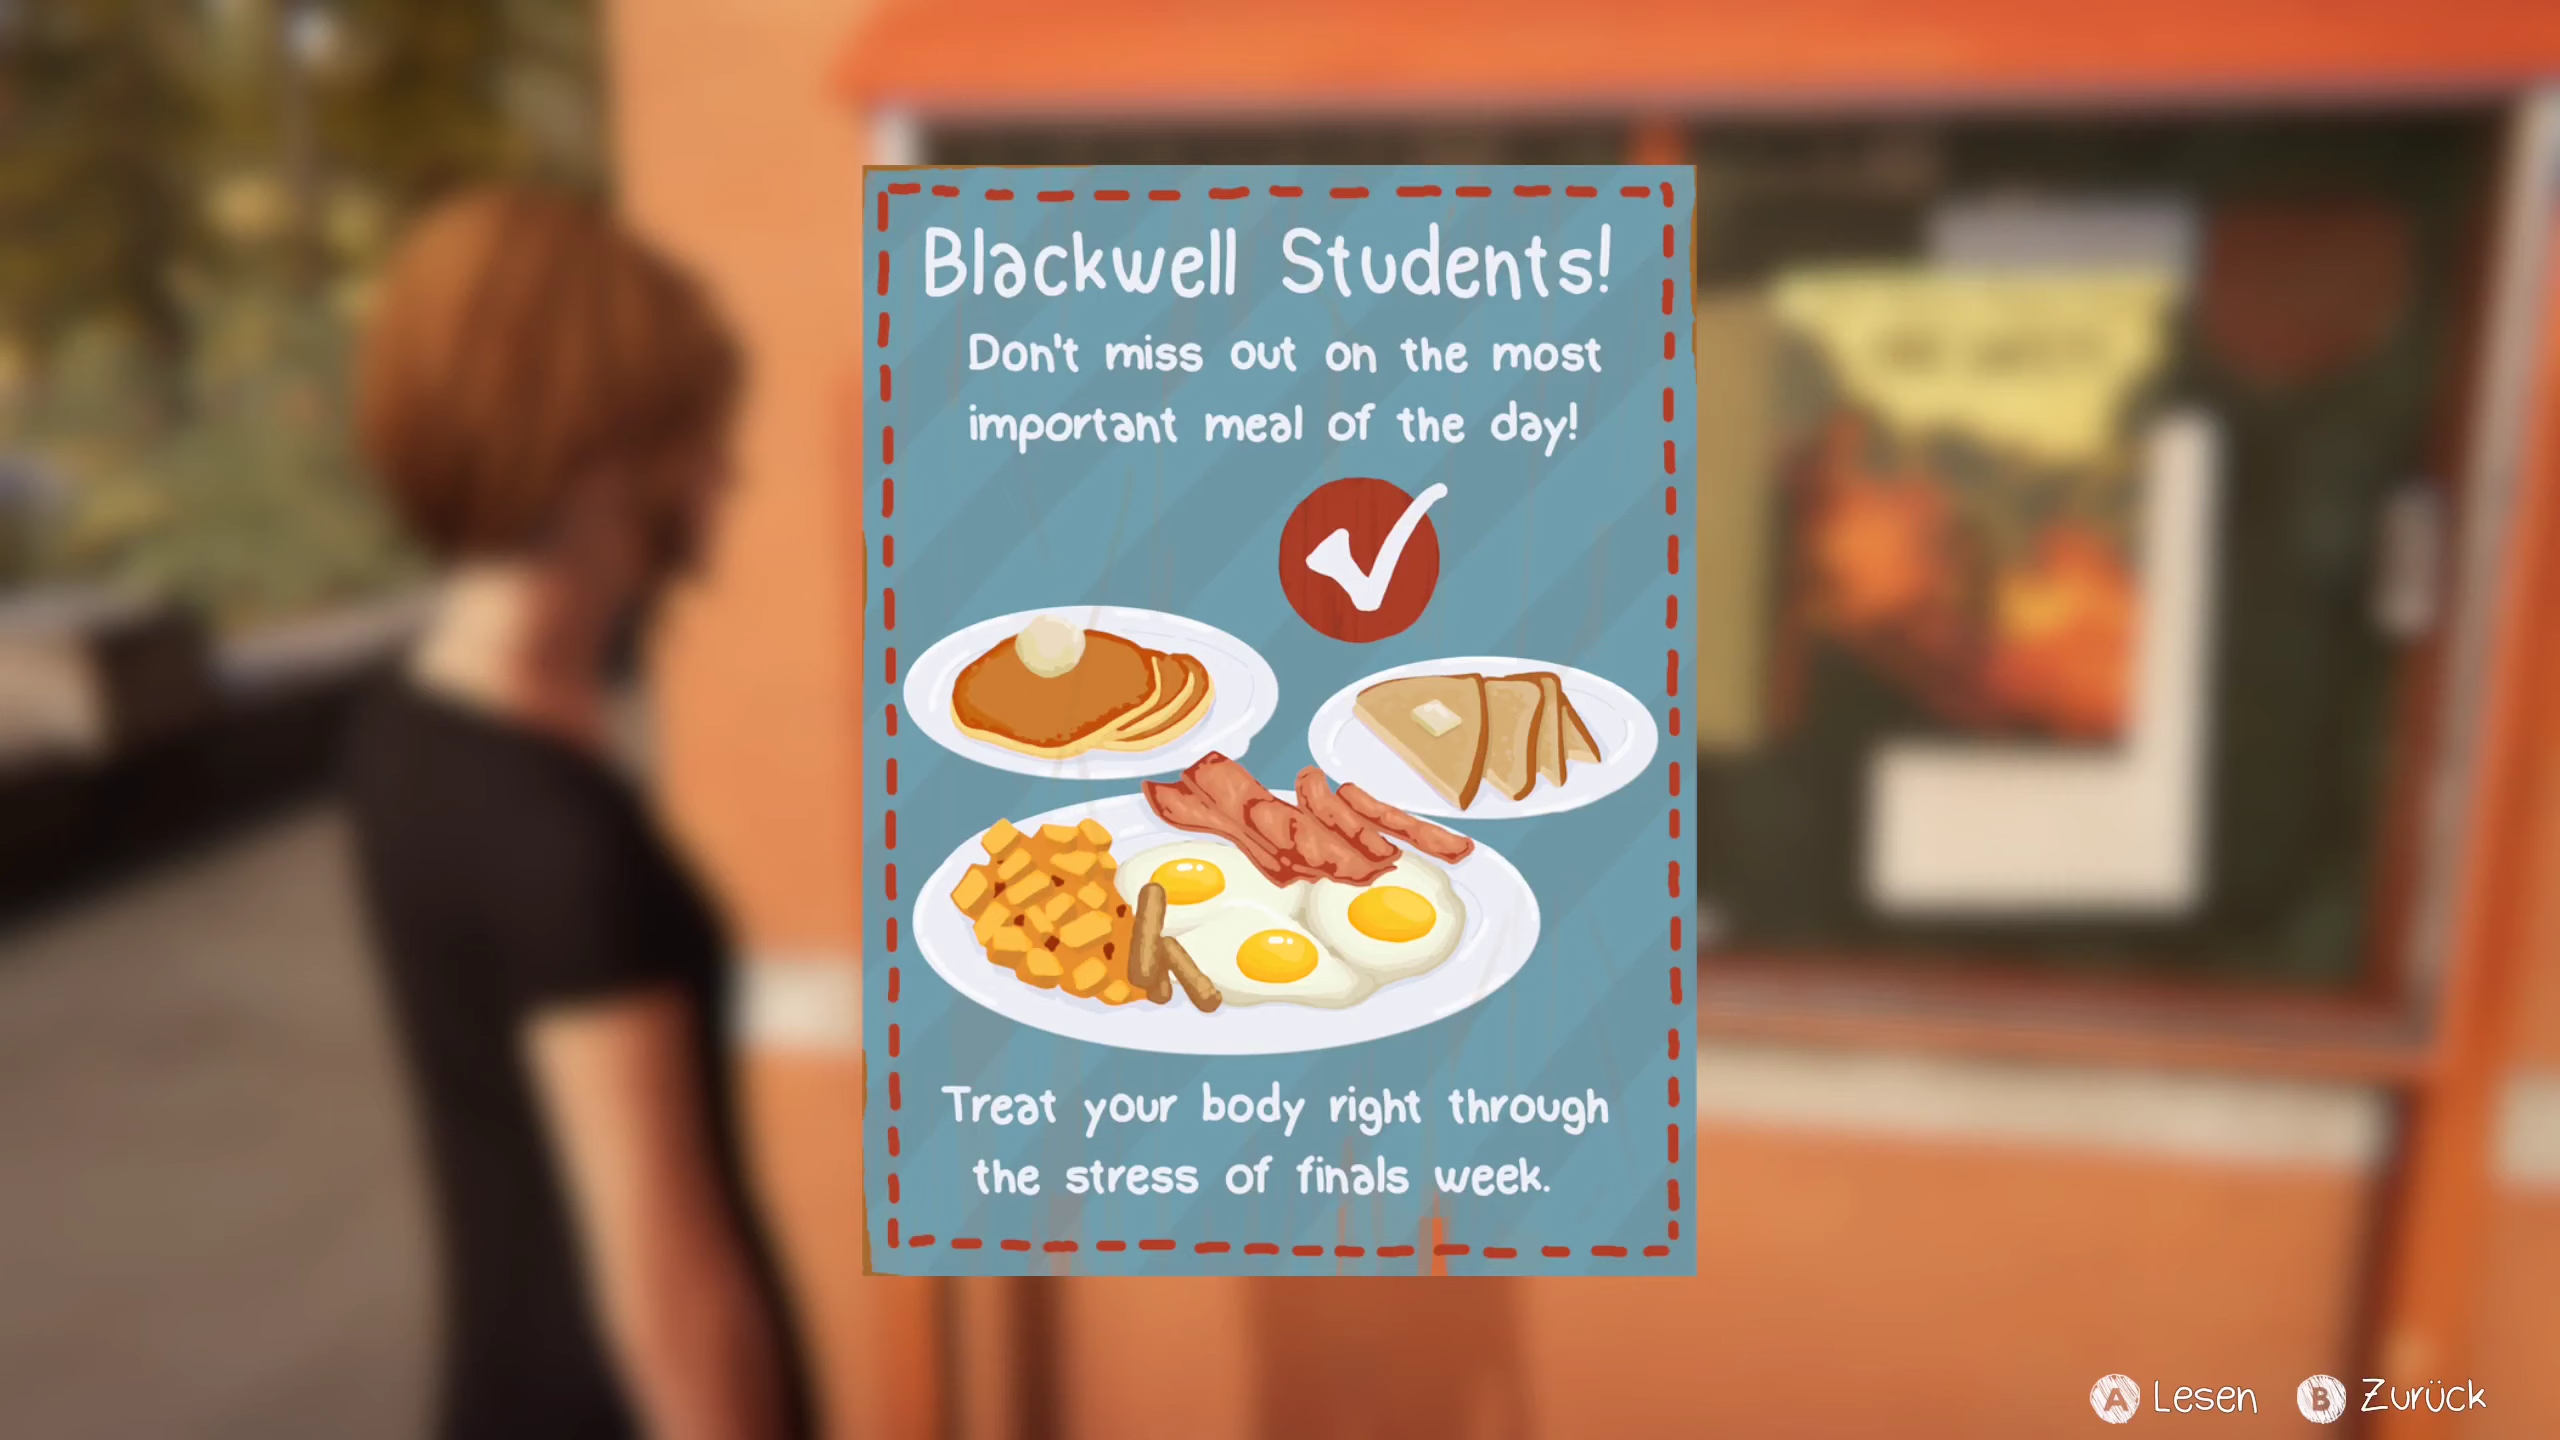 Blackwell Students!
Don't miss out on the most
important meal of the day!
Treat your body right through
the stress of finals week.
A Lesen B Zurück